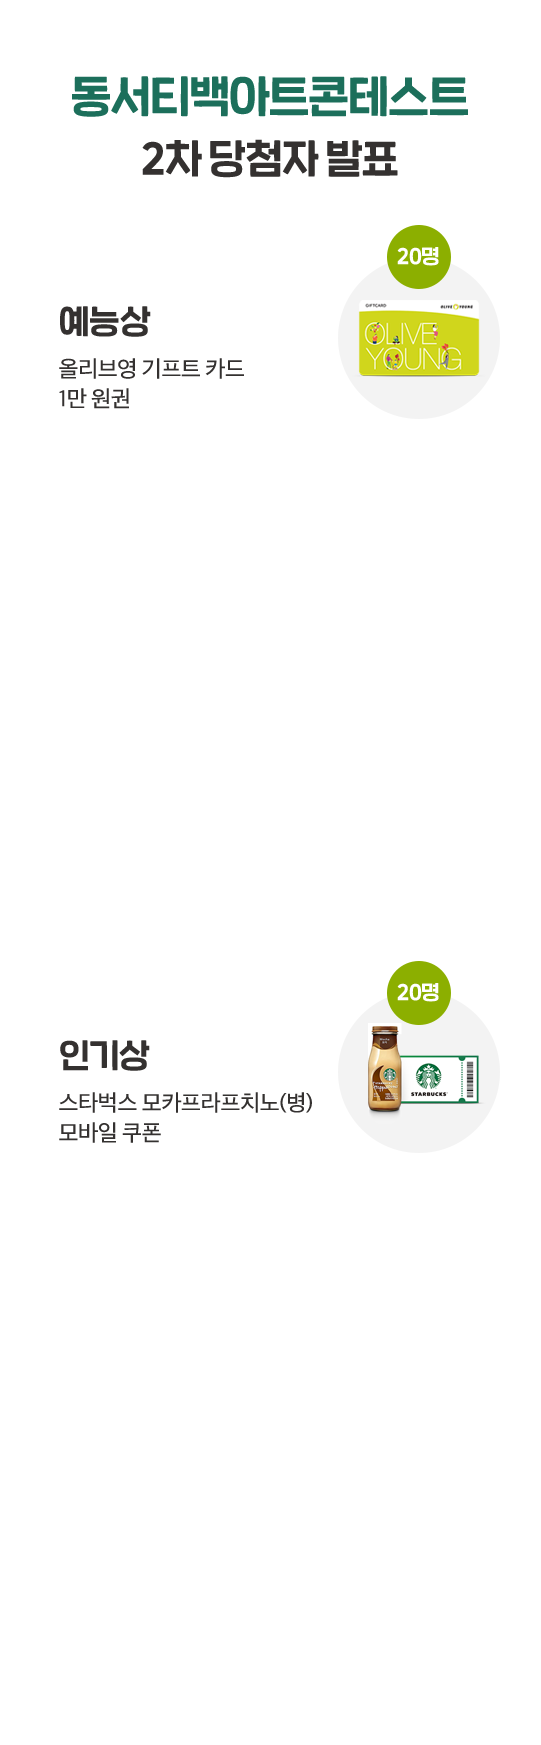 동서티백아트콘테스트
2차 당첨자 발표
20명
예능상
올리브영 기프트 카드
1만 원권
GIFTCARD
OLIVE YOUNG
OLIVE
YOUNG
20명
인기상
스타벅스 모카프라프치노(병)
모바일 쿠폰
STARBUCKS